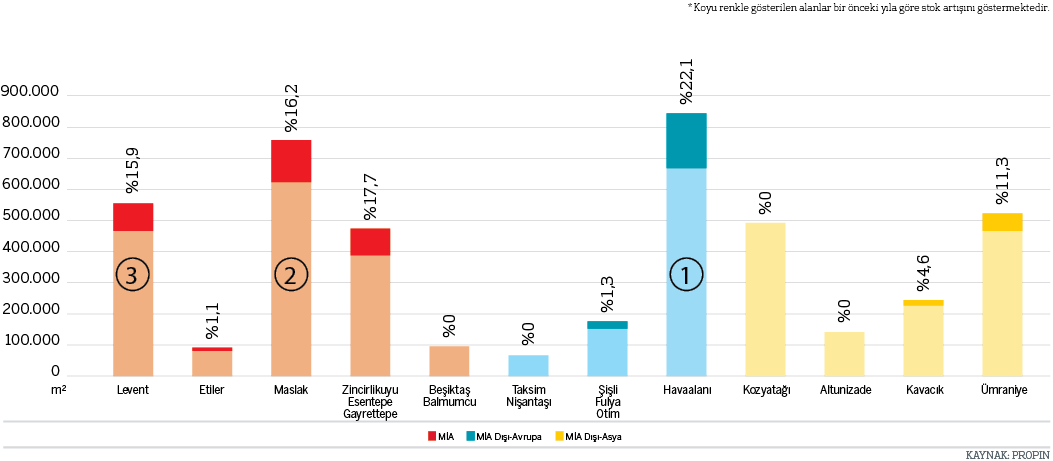 *Koyu renkle gösterilen alanlar bir önceki yıla göre stok artışını göstermektedir.
900.000
800.000
700.000
600.000
500.000
400.000
300.000
200.000
100.000
0
m²
%15,9
%1,1
%16,2
%17,7
%0
%0
%1,3
%22,1
%0
%0
%4,6
%11,3
3
2
1
Levent
Etiler
Maslak
Zincirlikuyu
Esentepe
Gayrettepe
Beşiktaş
Balmumcu
Taksim
Nişantaşı
Şişli
Fulya
Otim
Havaalanı
Kozyatağı
Altunizade
Kavacık
Ümraniye
MİA
MİA Dışı-Avrupa
MİA Dışı-Asya
KAYNAK: PROPIN